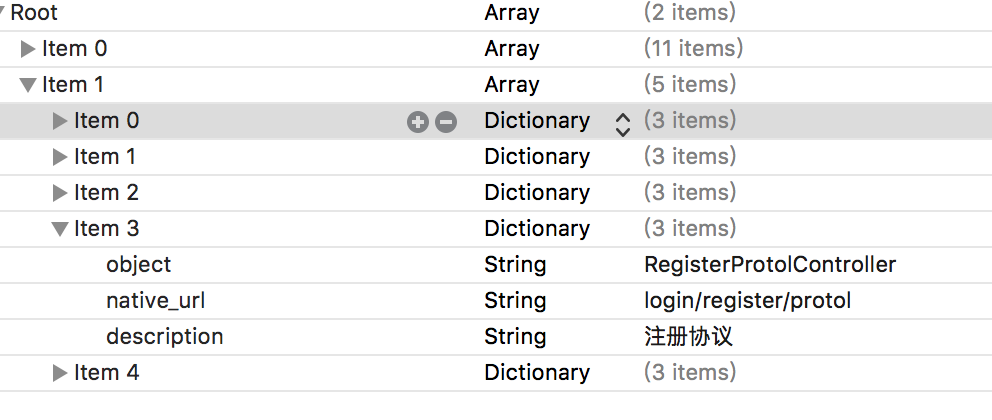 Root Array (2 items)
Item 0 Array (11 items)
Item 1 Array (5 items)
Item 0 Dictionary (3 items)
Item 1 Dictionary (3 items)
Item 2 Dictionary (3 items)
Item 3 Dictionary (3 items)
object String RegisterProtolController
native_url String login/register/protol
description String 注册协议
Item 4 Dictionary (3 items)